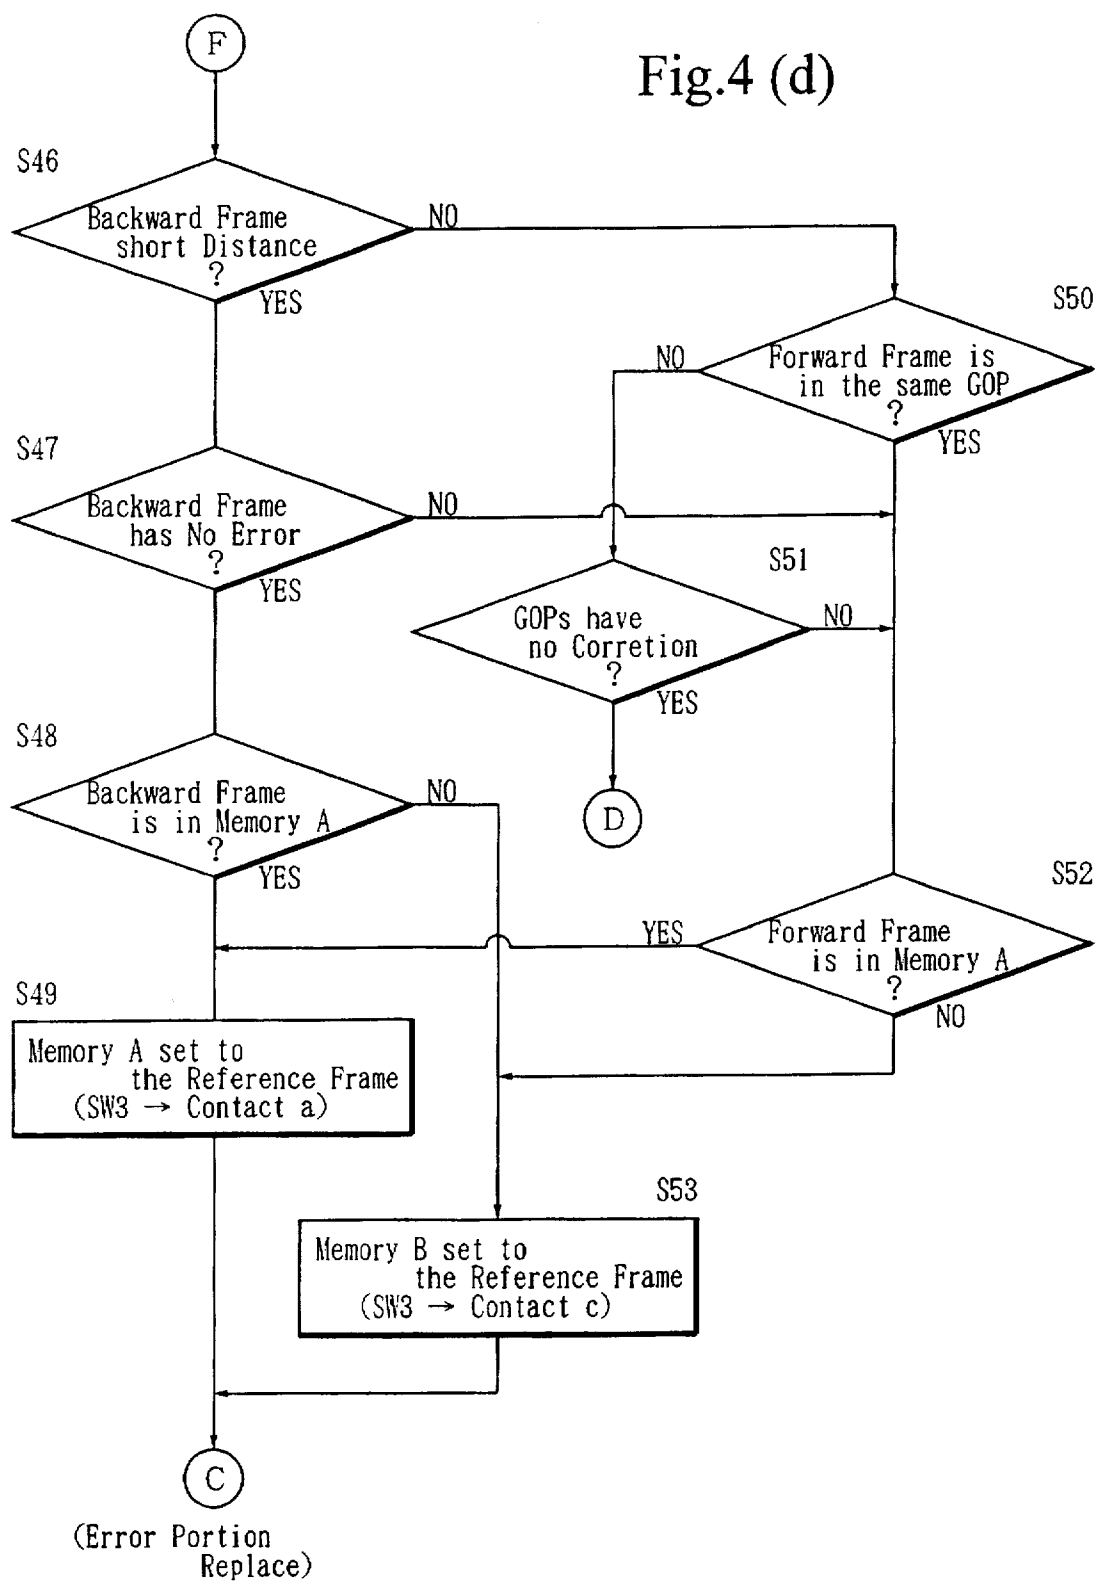 F
Fig.4 (d)
S46
Backward Frame
short Distance
?
NO
YES
S50
Forward Frame is
in the same GOP
?
NO
YES
S47
Backward Frame
has No Error
?
NO
YES
S51
GOPs have
no Corretion
?
NO
YES
D
S48
Backward Frame
is in Memory A
?
NO
YES
S52
Forward Frame
is in Memory A
?
YES
NO
S49
Memory A set to
the Reference Frame
(SW3 → Contact a)
S53
Memory B set to
the Reference Frame
(SW3 → Contact c)
C
(Error Portion
Replace)